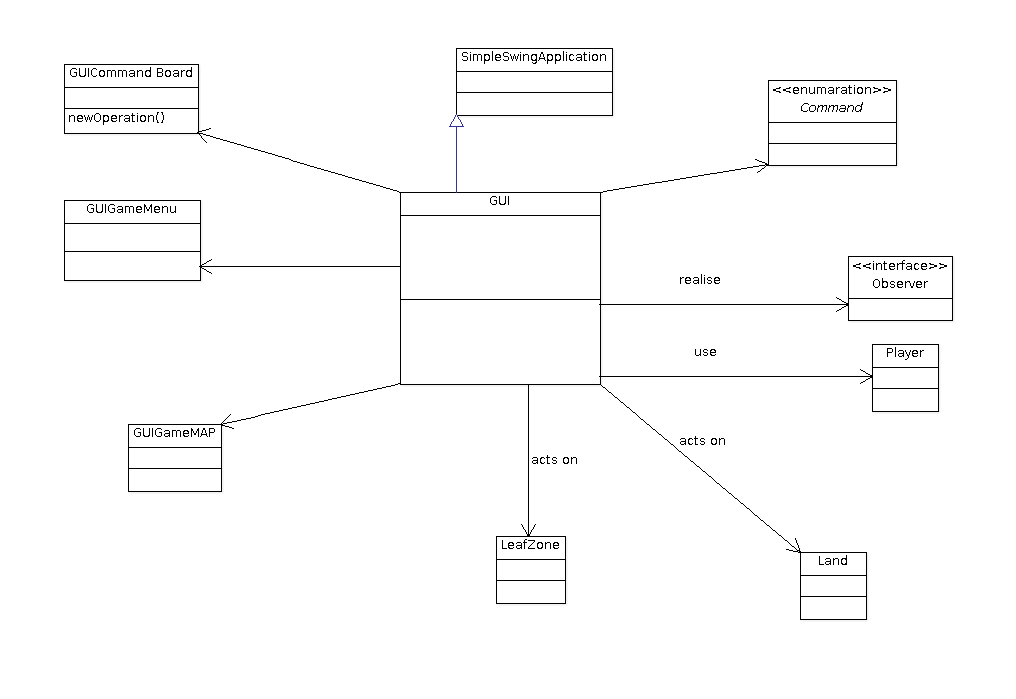 SimpleSwingApplication
GUICommand Board
newOperation()
<<enumaration>>
Command
GUI
GUIGameMenu
<<interface>>
Observer
realise
Player
use
GUIGameMAP
acts on
acts on
LeafZone
Land